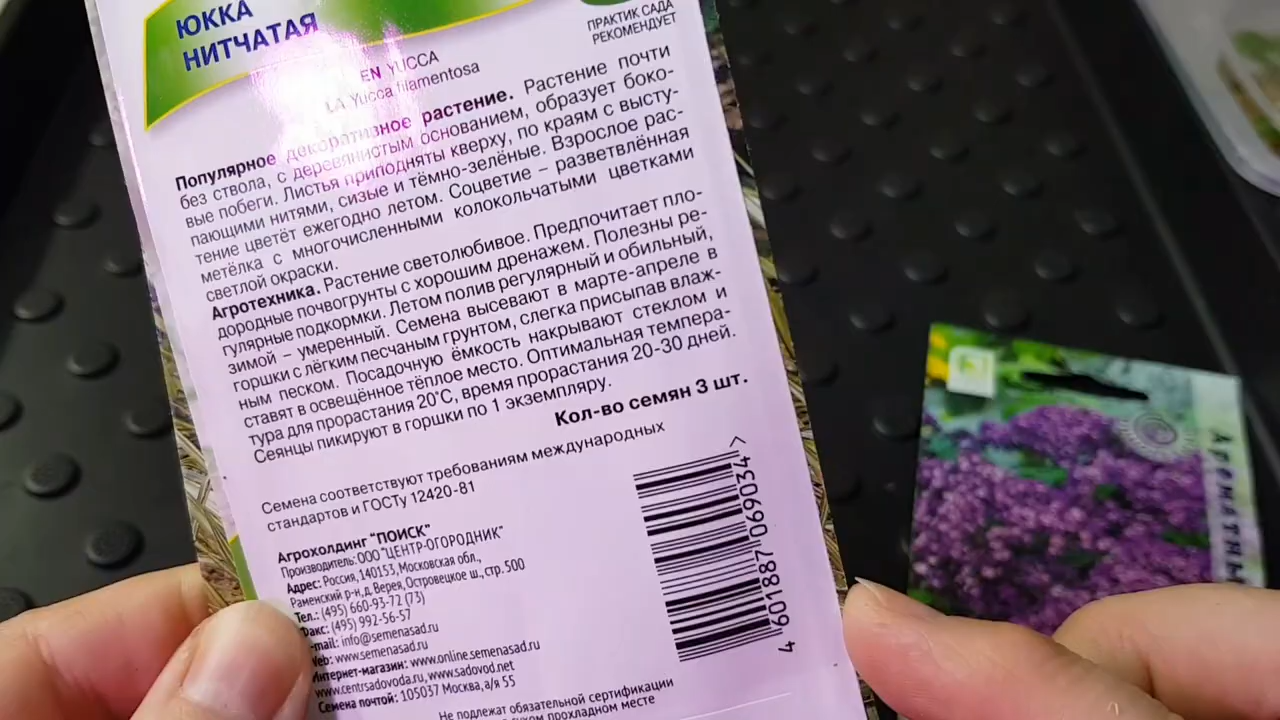 ЮККА
НИТЧАТАЯ
ПРАКТИК САДА
РЕКОМЕНДУЕТ
EN YUCCA
LA Yucca filamentosa
Популярное декоративное растение. Растение почти
без ствола, с деревянистым основанием, образует боко-
вые побеги. Листья приподняты кверху, по краям с высту-
пающими нитями, сизые и тёмно-зелёные. Взрослое рас-
тение цветёт ежегодно летом. Соцветие – разветвлённая
метёлка с многочисленными колокольчатыми цветками
светлой окраски.
Агротехника. Растение светолюбивое. Предпочитает пло-
дородные почвогрунты с хорошим дренажем. Полезны ре-
гулярные подкормки. Летом полив регулярный и обильный,
зимой – умеренный. Семена высевают в марте-апреле в
горшки с лёгким песчаным грунтом, слегка присыпав влаж-
ным песком. Посадочную ёмкость накрывают стеклом и
ставят в освещённое тёплое место. Оптимальная темпера-
тура для прорастания 20°С, время прорастания 20-30 дней.
Сеянцы пикируют в горшки по 1 экземпляру.
Кол-во семян 3 шт.
Семена соответствуют требованиям международных
стандартов и ГОСТу 12420-81
Агрохолдинг "ПОИСК"
Производитель: ООО "ЦЕНТР-ОГОРОДНИК"
Адрес: Россия, 140153, Московская обл.,
Раменский р-н, д. Верея, Островецкое ш., стр. 500
Тел.: (495) 660-93-72 (73)
Факс: (495) 992-56-57
-mail: info@semenasad.ru
Web: www.semenasad.ru
Интернет-магазин: www.online.semenasad.ru
www.centrsadovoda.ru, www.sadovod.net
Семена почтой: 105037 Москва, а/я 55
4 601887 069034 >
Не подлежат обязательной сертификации
сухом прохладном месте
Ароматны